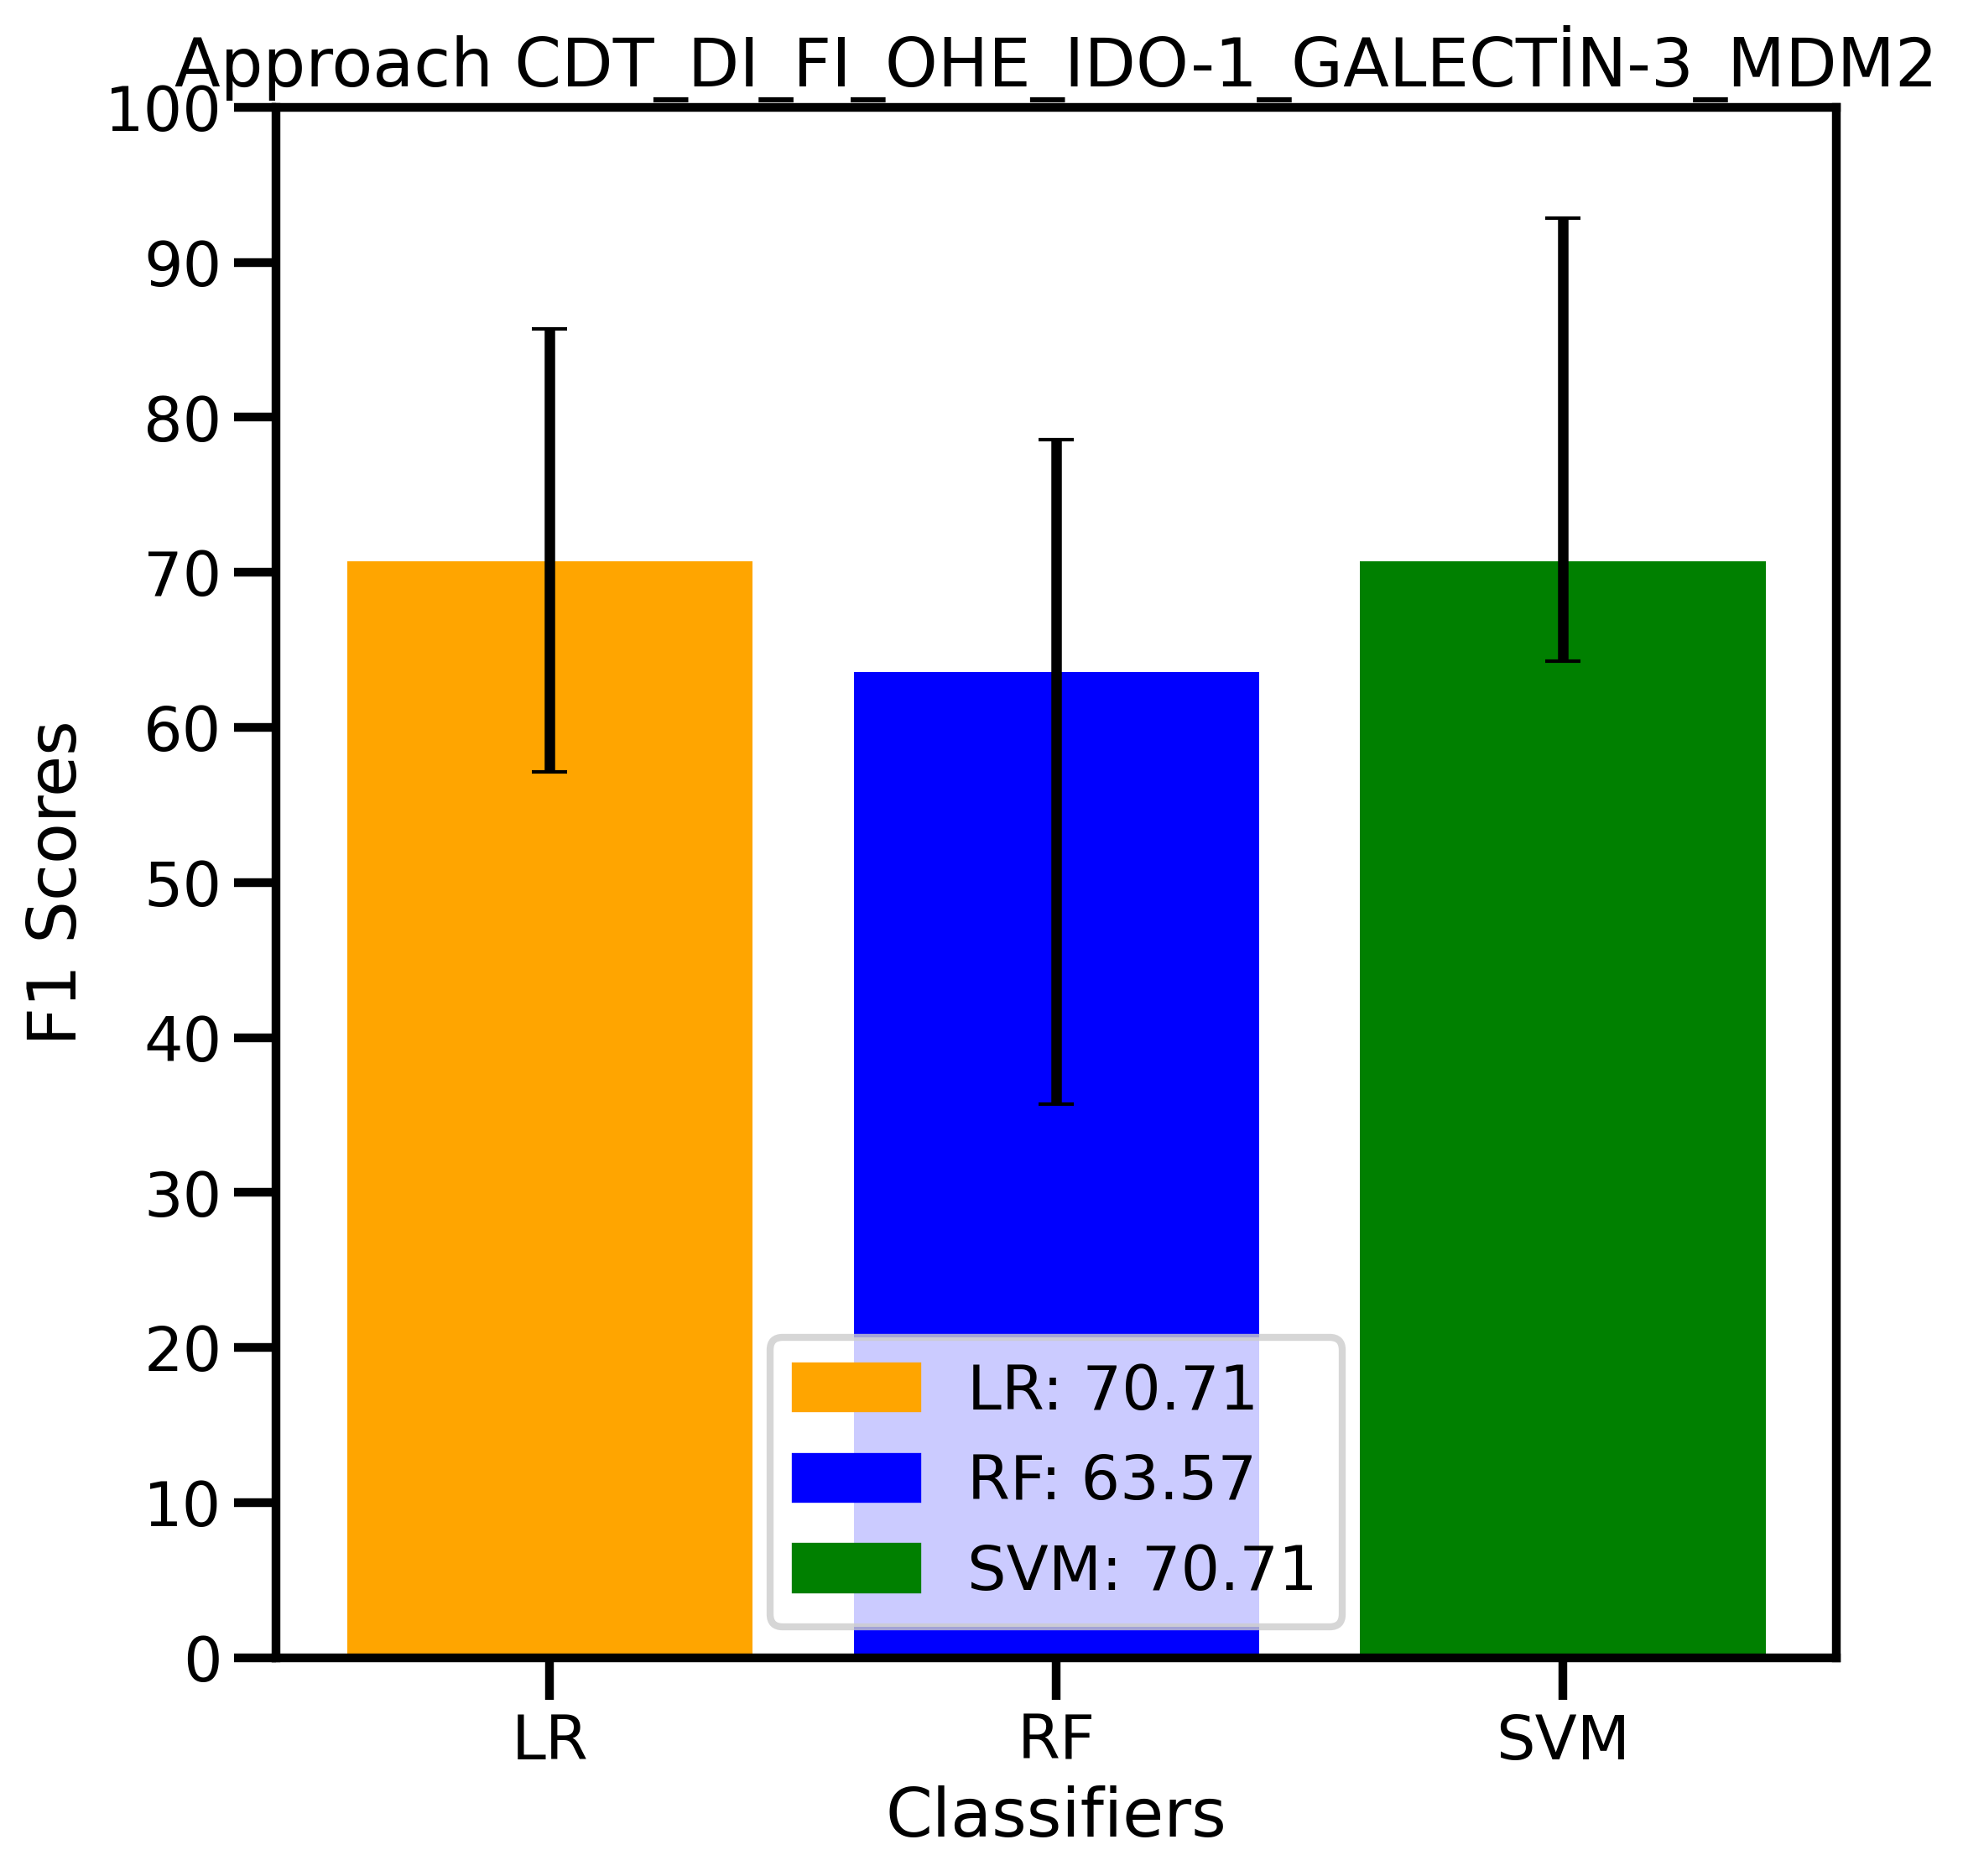 Approach CDT_DI_FI_OHE_IDO-1_GALECTİN-3_MDM2
100
90
80
70
60
50
40
30
20
10
0
F1 Scores
LR: 70.71
RF: 63.57
SVM: 70.71
LR RF SVM
Classifiers